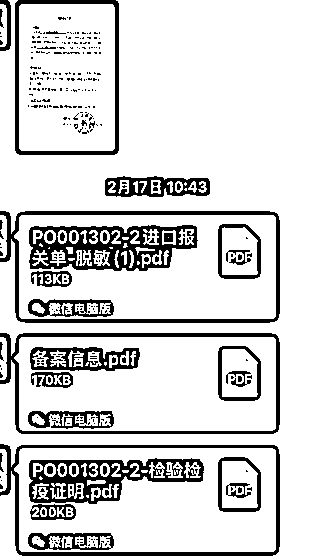 2月17日 10:43
PO001302-2进口报
关单-脱敏 (1).pdf
113KB
PDF
微信电脑版
备案信息.pdf
170KB
PDF
微信电脑版
PO001302-2-检验检
疫证明.pdf
200KB
PDF
微信电脑版